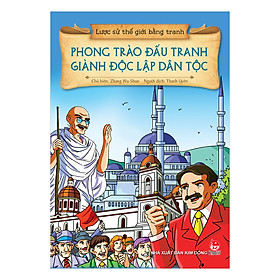 Lược sử thế giới bằng tranh
PHONG TRÀO ĐẤU TRANH
GIÀNH ĐỘC LẬP DÂN TỘC
Chủ biên: Zhang Wu Shun Người dịch: Thanh Uyên
NHÀ XUẤT BẢN KIM ĐỒNG